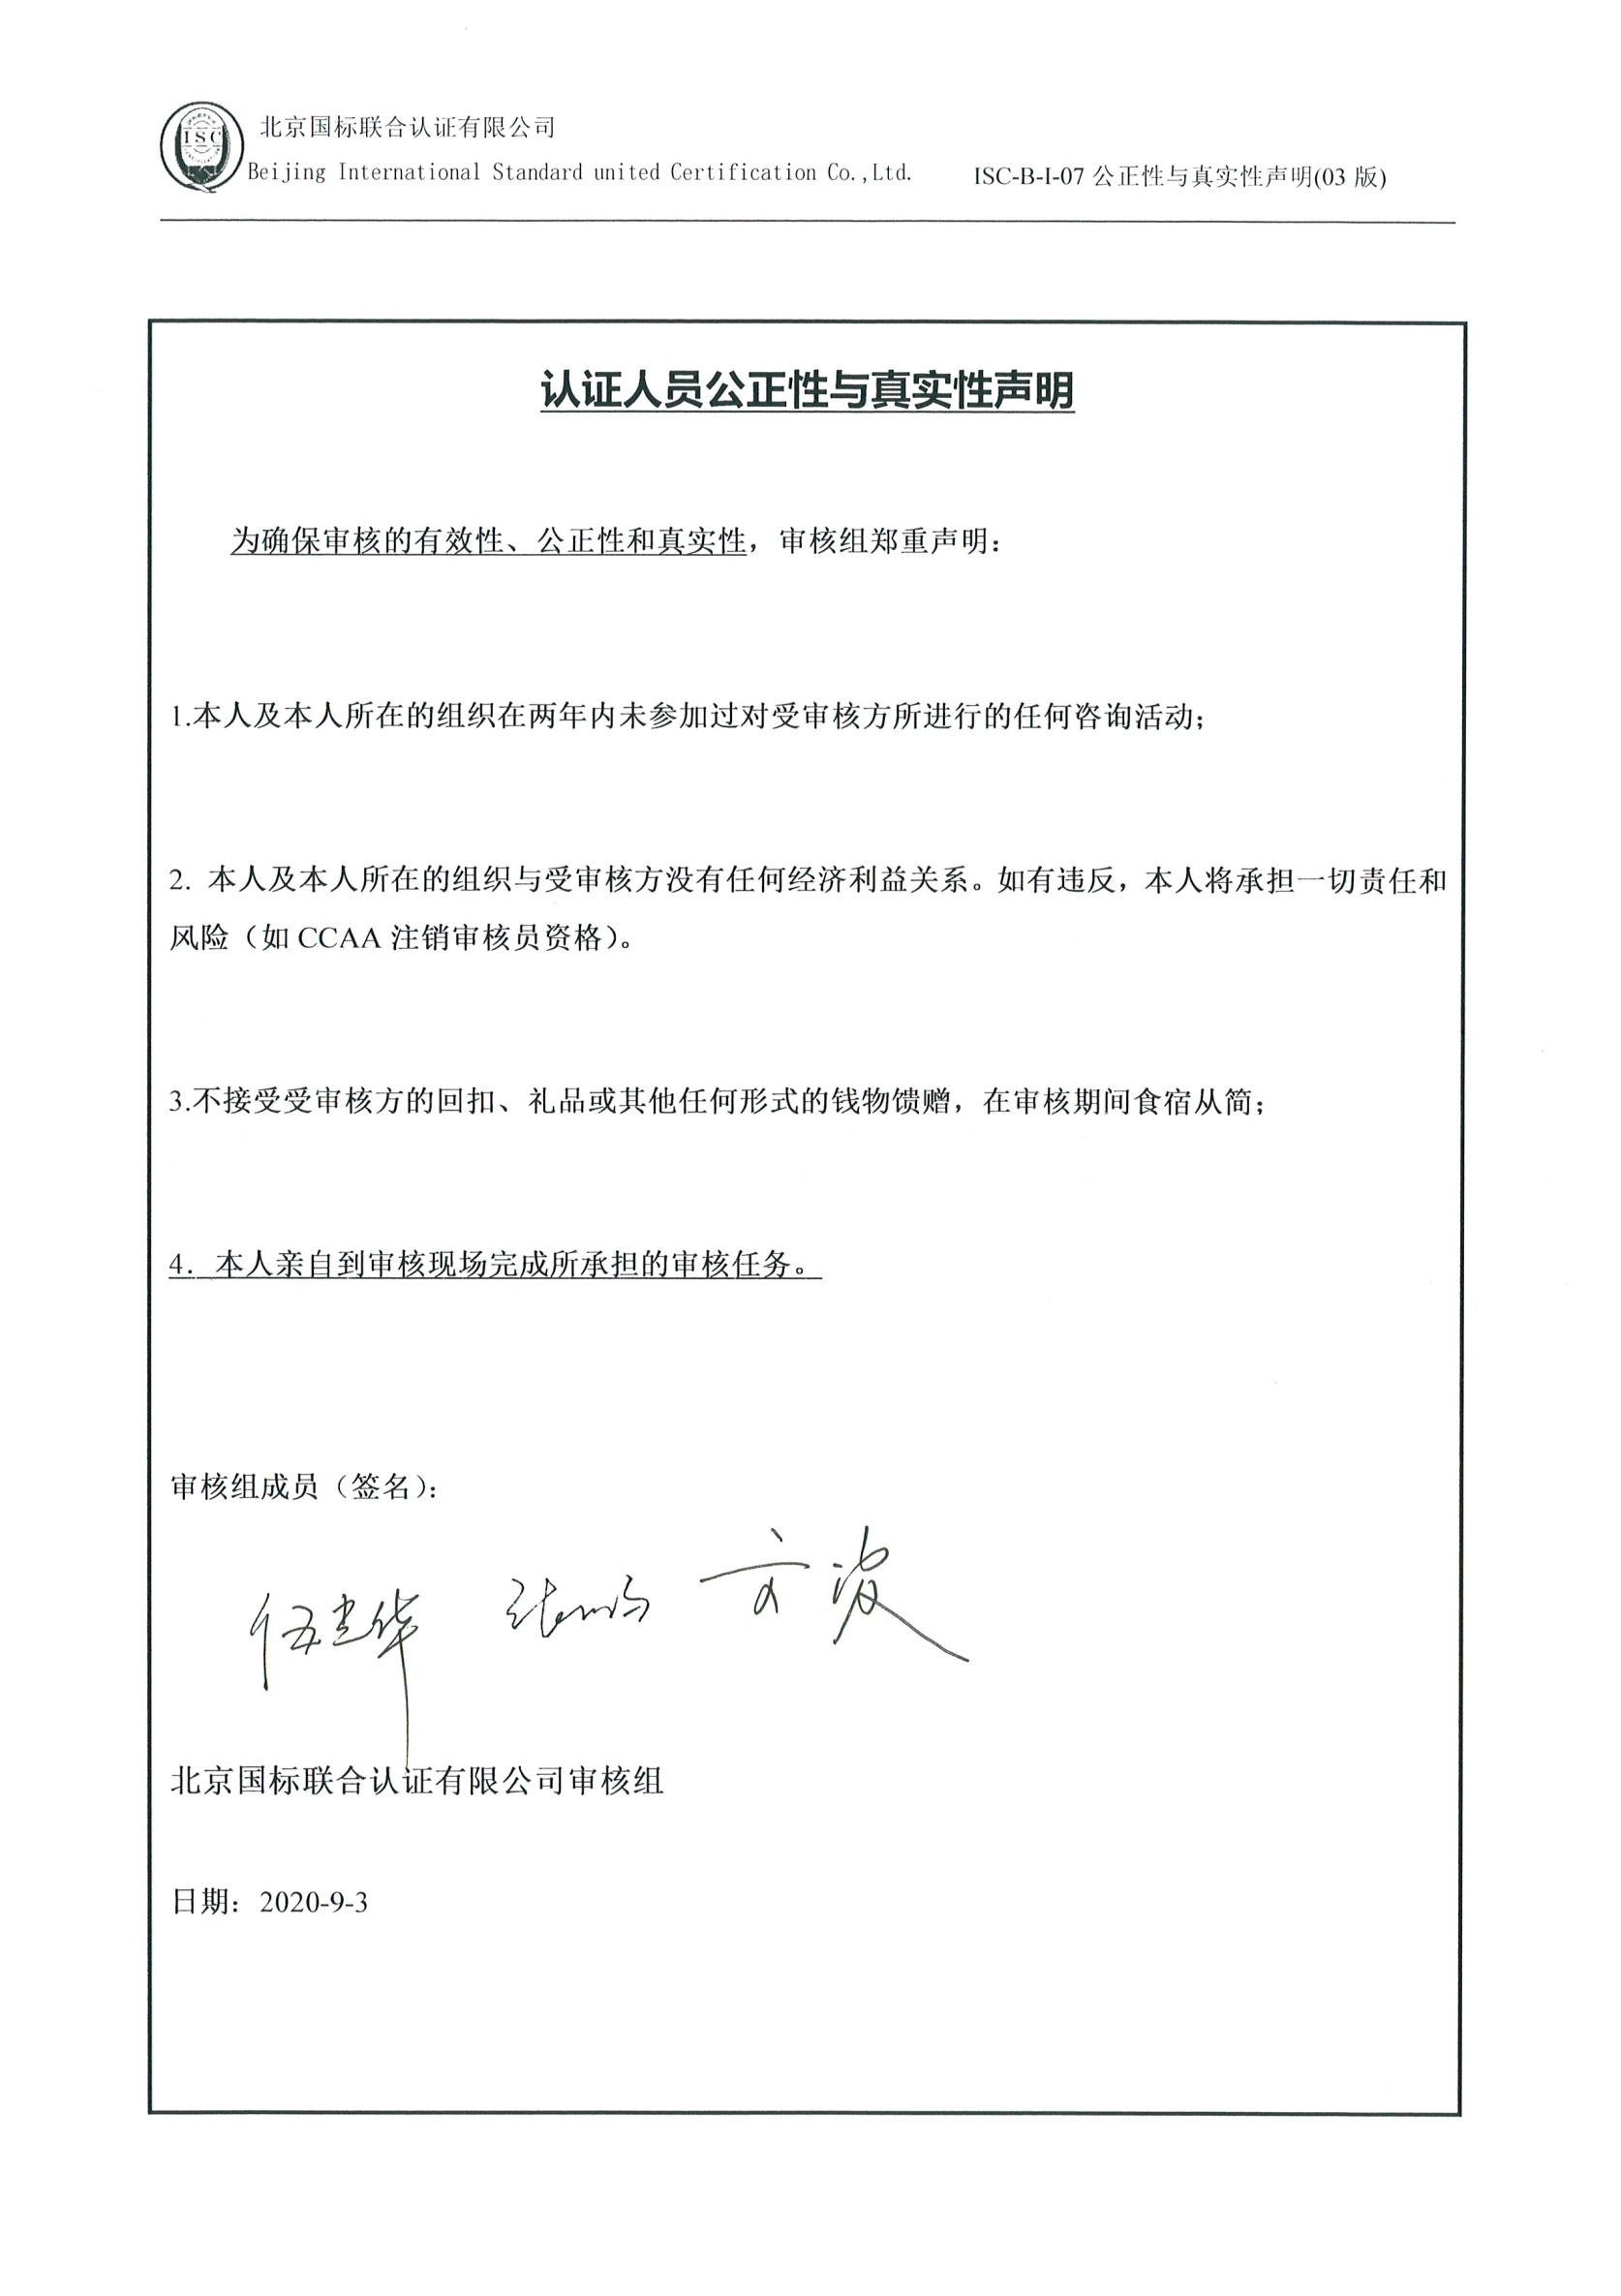 ISC
北京国标联合认证有限公司
Beijing International Standard united Certification Co.,Ltd. ISC-B-I-07 公正性与真实性声明(03 版)
认证人员公正性与真实性声明
为确保审核的有效性、公正性和真实性，审核组郑重声明：
1.本人及本人所在的组织在两年内未参加过对受审核方所进行的任何咨询活动；
2. 本人及本人所在的组织与受审核方没有任何经济利益关系。如有违反，本人将承担一切责任和
风险（如 CCAA 注销审核员资格）。
3.不接受受审核方的回扣、礼品或其他任何形式的钱物馈赠，在审核期间食宿从简；
4. 本人亲自到审核现场完成所承担的审核任务。
审核组成员（签名）：
伍建华 文波
北京国标联合认证有限公司审核组
日期：2020-9-3